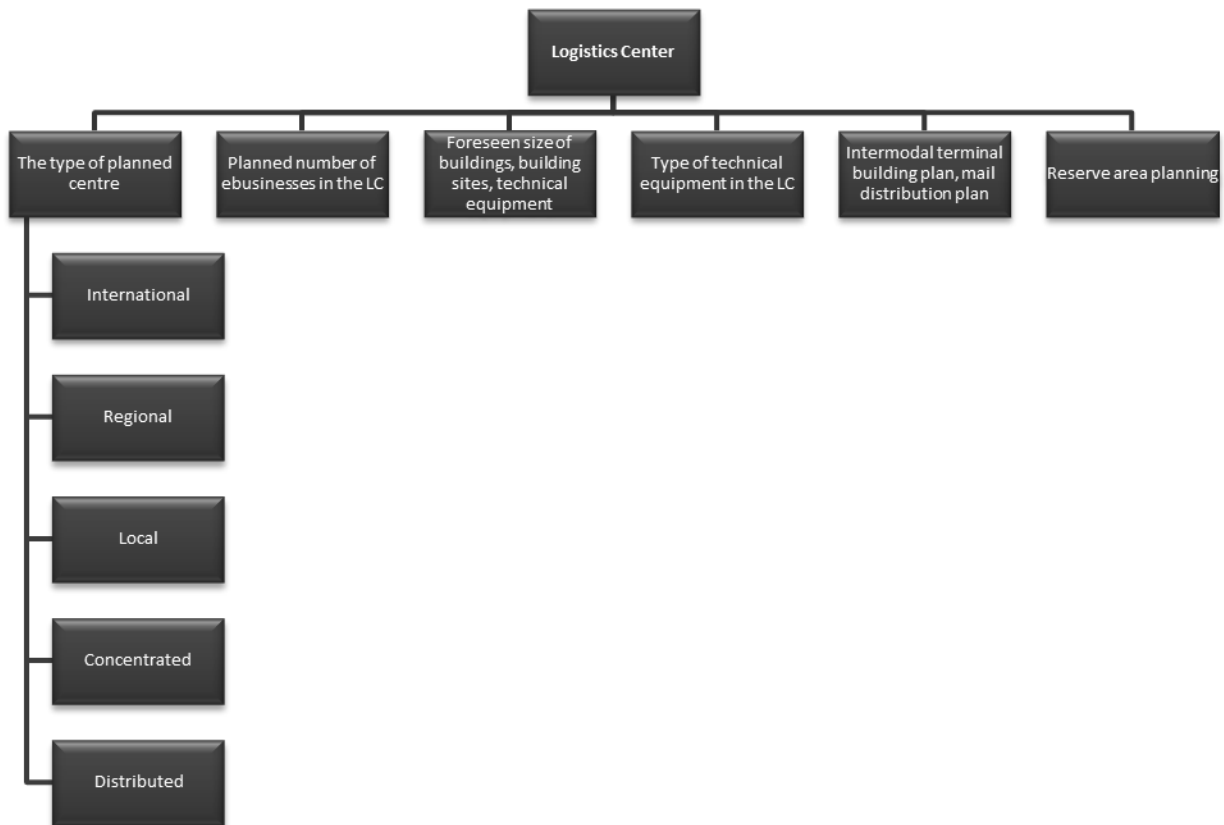 Logistics Center
The type of planned
centre
Planned number of
ebusinesses in the LC
Foreseen size of
buildings, building
sites, technical
equipment
Type of technical
equipment in the LC
Intermodal terminal
building plan, mail
distribution plan
Reserve area planning
International
Regional
Local
Concentrated
Distributed